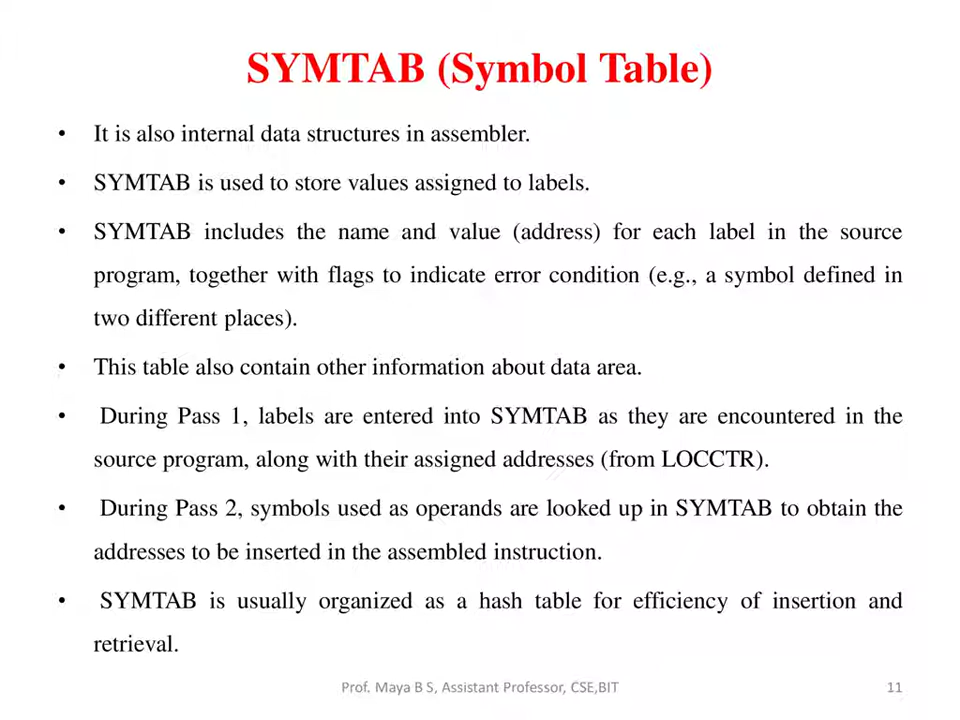 SYMTAB (Symbol Table)
• It is also internal data structures in assembler.
• SYMTAB is used to store values assigned to labels.
• SYMTAB includes the name and value (address) for each label in the source
program, together with flags to indicate error condition (e.g., a symbol defined in
two different places).
• This table also contain other information about data area.
• During Pass 1, labels are entered into SYMTAB as they are encountered in the
source program, along with their assigned addresses (from LOCCTR).
• During Pass 2, symbols used as operands are looked up in SYMTAB to obtain the
addresses to be inserted in the assembled instruction.
• SYMTAB is usually organized as a hash table for efficiency of insertion and
retrieval.
Prof. Maya B S, Assistant Professor, CSE,BIT 11